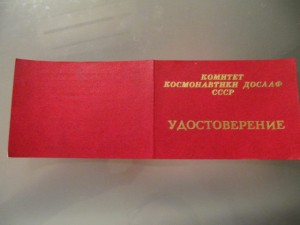 КОМИТЕТ
КОСМОНАВТИКИ ДОСААФ
СССР
УДОСТОВЕРЕНИЕ